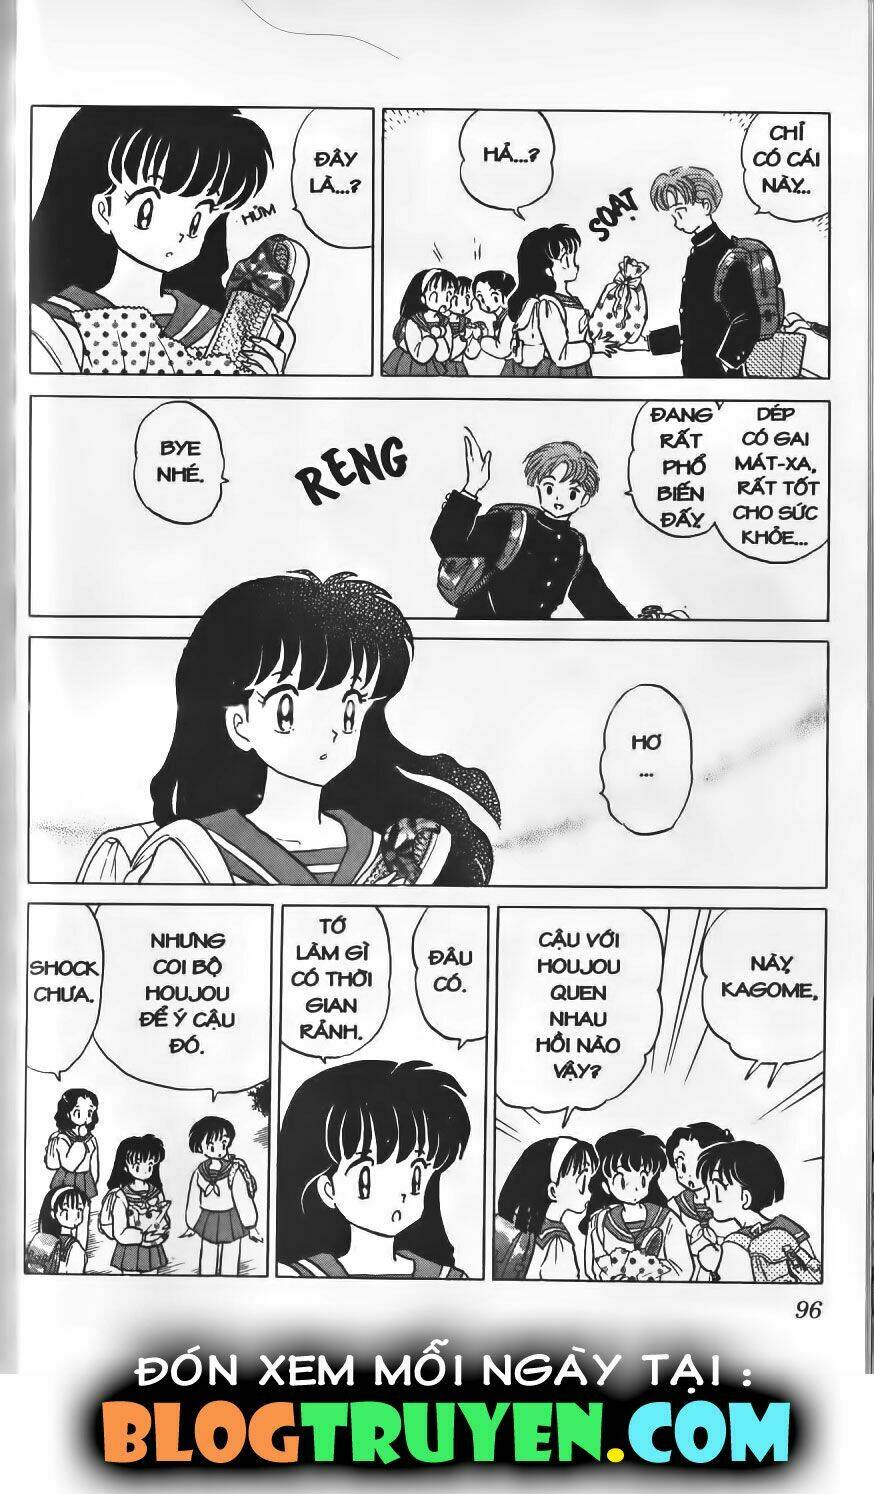 CHỈ
CÓ CÁI
NÀY...
HẢ...?
SOẠT
ĐÂY
LÀ...?
HỦM
DÉP
CÓ GAI
MÁT-XA,
RẤT TỐT
CHO SỨC
KHỎE...
ĐANG
RẤT
PHỔ
BIẾN
ĐẤY.
RENG
BYE
NHÉ.
HƠ
...
NÀY,
KAGOME,
CẬU VỚI
HOUJOU
QUEN
NHAU
HỒI NÀO
VẬY?
ĐÂU
CÓ.
TỚ
LÀM GÌ
CÓ THỜI
GIAN
RẢNH.
NHƯNG
COI BỘ
HOUJOU
ĐỂ Ý CẬU
ĐÓ.
SHOCK
CHƯA.
96
ĐÓN XEM MỖI NGÀY TẠI :
BLOGTRUYEN.COM